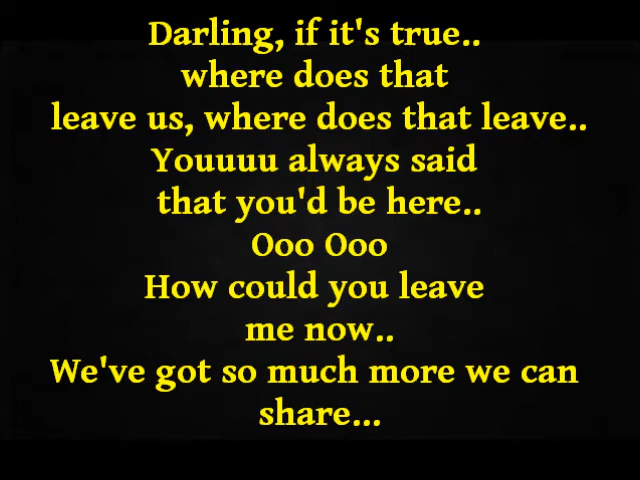 Darling, if it's true..
where does that
leave us, where does that leave..
Youuuu always said
that you'd be here..
Ooo Ooo
How could you leave
me now..
We've got so much more we can
share...